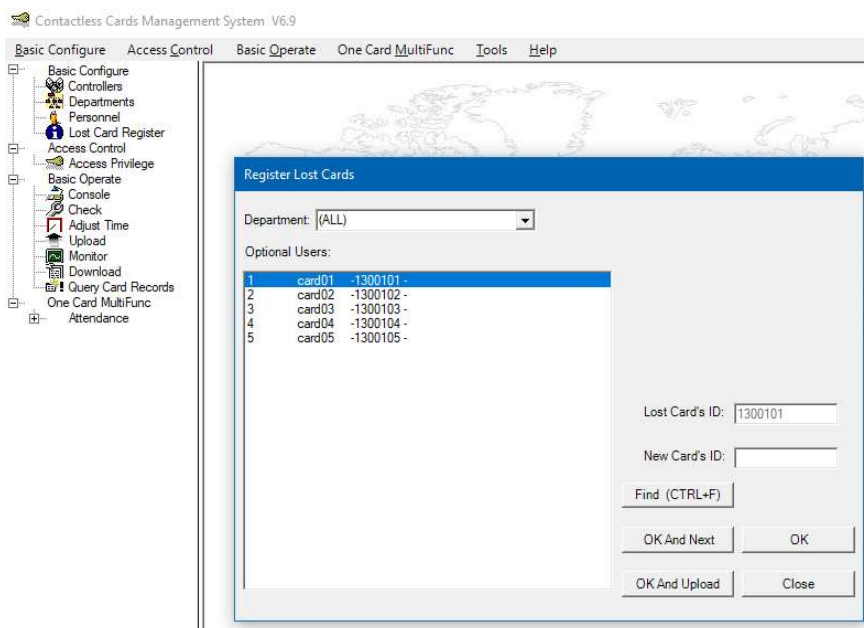 Contactless Cards Management System V6.9
Basic Configure Access Control Basic Operate One Card MultiFunc Tools Help
Basic Configure
Controllers
Departments
Personnel
Lost Card Register
Access Control
Access Privilege
Basic Operate
Console
Check
Adjust Time
Upload
Monitor
Download
Query Card Records
One Card MultiFunc
Attendance
Register Lost Cards
Department: (ALL)
Optional Users:
1 card01 -1300101 -
2 card02 -1300102 -
3 card03 -1300103 -
4 card04 -1300104 -
5 card05 -1300105 -
Lost Card's ID: 1300101
New Card's ID:
Find (CTRL+F)
OK And Next OK
OK And Upload Close